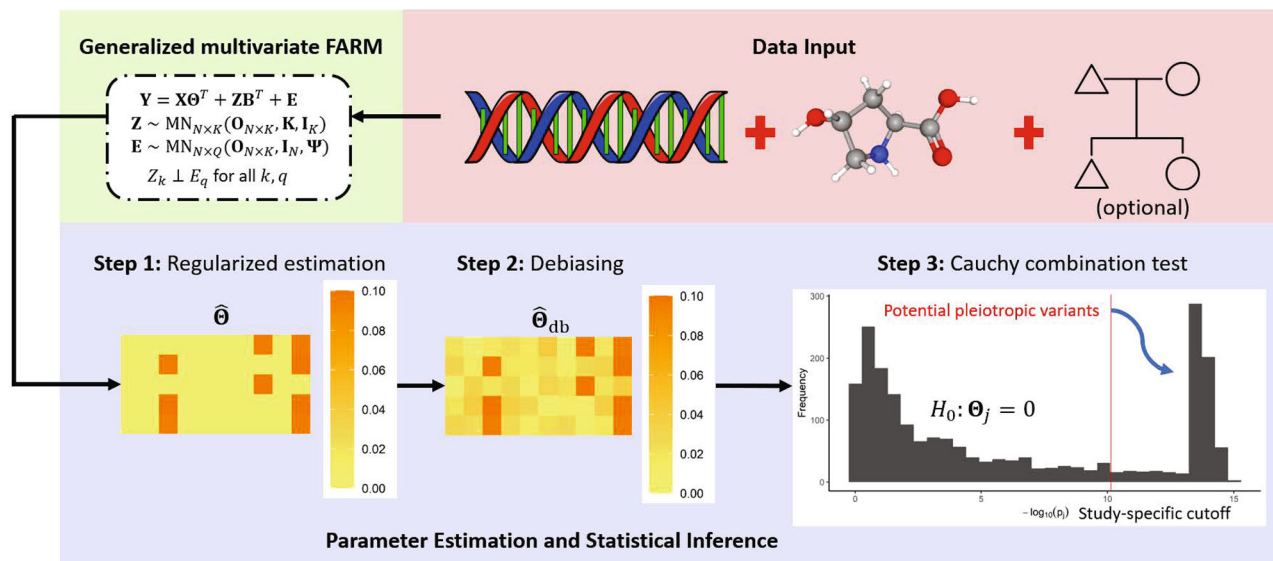 Generalized multivariate FARM
Data Input
Y = XΘ^T + ZB^T + E
Z ~ MN_{N×K}(O_{N×K}, K, I_K)
E ~ MN_{N×Q}(O_{N×K}, I_N, Ψ)
Z_k ⊥ E_q for all k, q
(optional)
Step 1: Regularized estimation
Θ̂
0.10
0.08
0.06
0.04
0.02
0.00
Step 2: Debiasing
Θ̂_db
0.10
0.08
0.06
0.04
0.02
0.00
Step 3: Cauchy combination test
Potential pleiotropic variants
H_0: Θ_j = 0
Frequency
300
200
100
0
0
5
10
15
−log_10(p_j)
Study-specific cutoff
Parameter Estimation and Statistical Inference